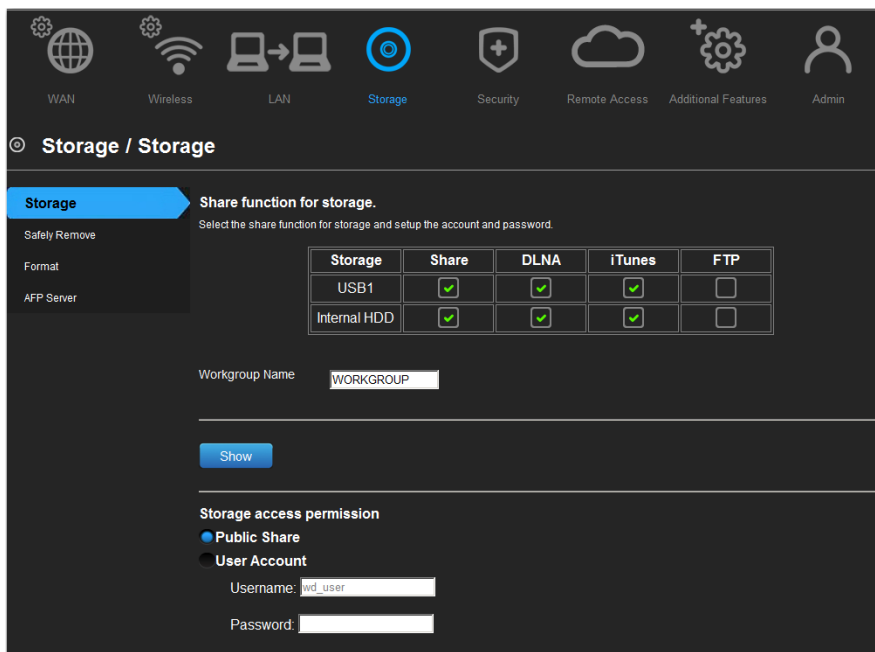 WAN Wireless LAN Storage Security Remote Access Additional Features Admin
Storage / Storage
Storage
Safely Remove
Format
AFP Server
Share function for storage.
Select the share function for storage and setup the account and password.
Storage Share DLNA iTunes FTP
USB1
Internal HDD
Workgroup Name WORKGROUP
Show
Storage access permission
Public Share
User Account
Username: wd_user
Password: